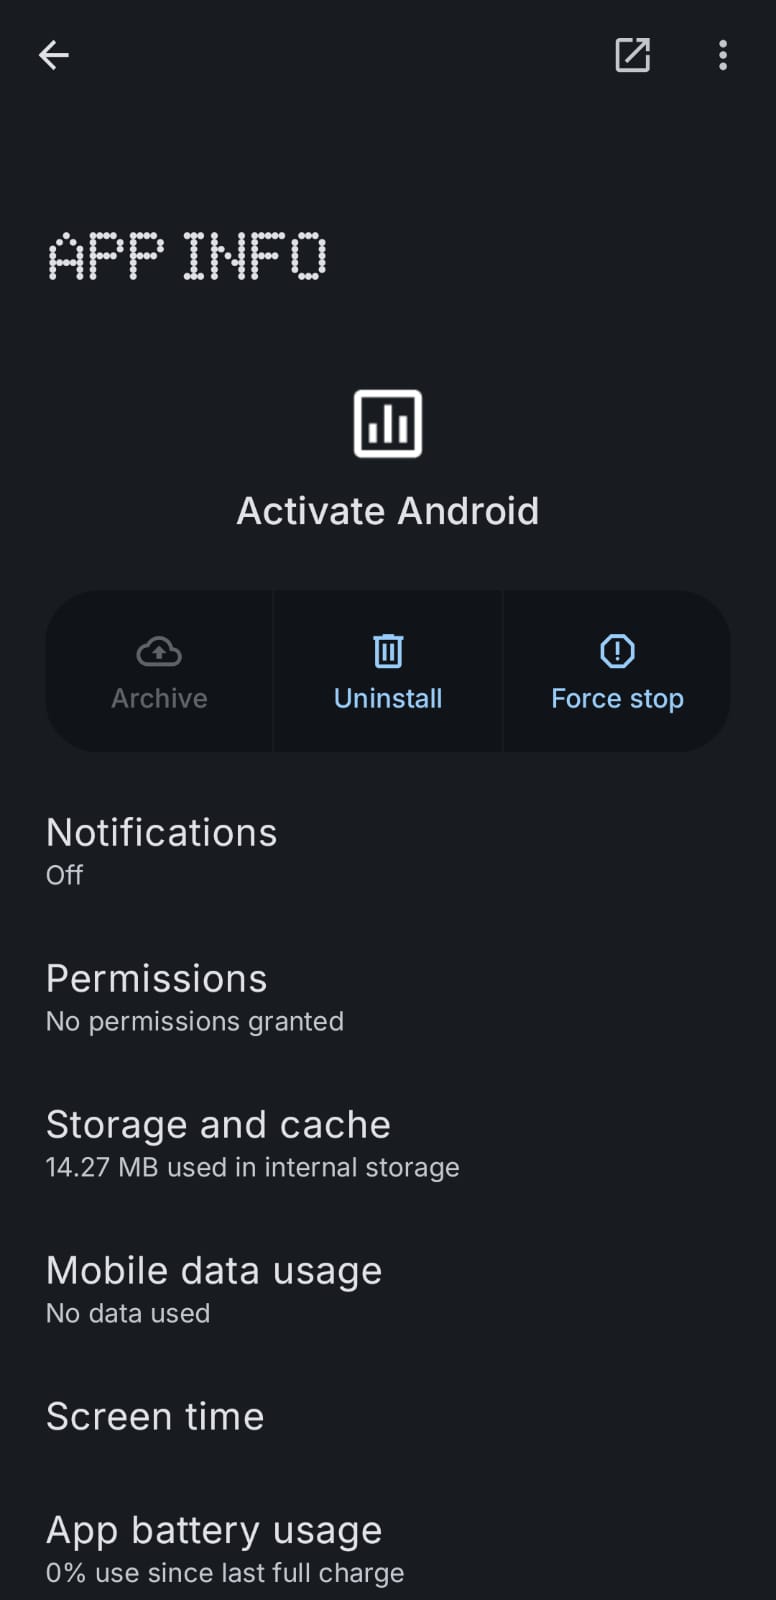 APP INFO
Activate Android
Archive
Uninstall
Force stop
Notifications
Off
Permissions
No permissions granted
Storage and cache
14.27 MB used in internal storage
Mobile data usage
No data used
Screen time
App battery usage
0% use since last full charge